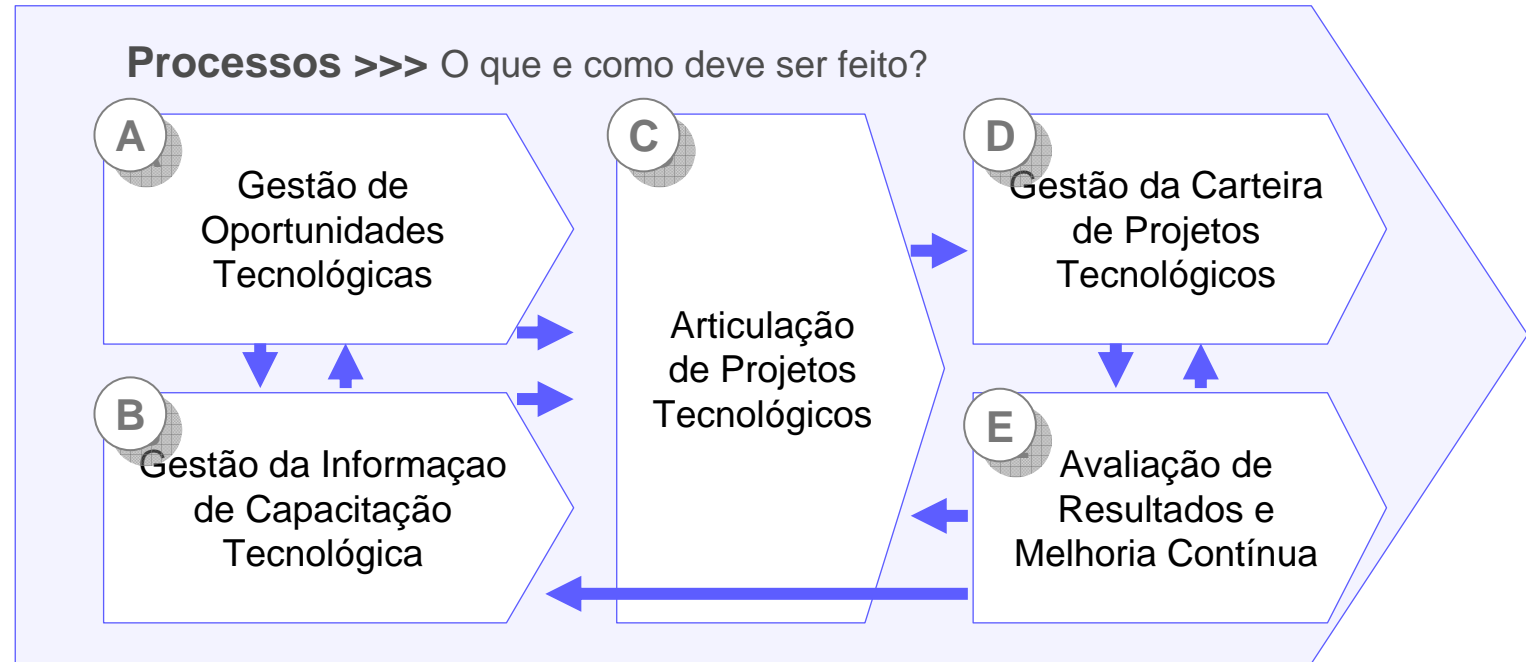 Processos >>> O que e como deve ser feito?
A
Gestão de
Oportunidades
Tecnológicas
B
Gestão da Informaçao
de Capacitação
Tecnológica
C
Articulação
de Projetos
Tecnológicos
D
Gestão da Carteira
de Projetos
Tecnológicos
E
Avaliação de
Resultados e
Melhoria Contínua